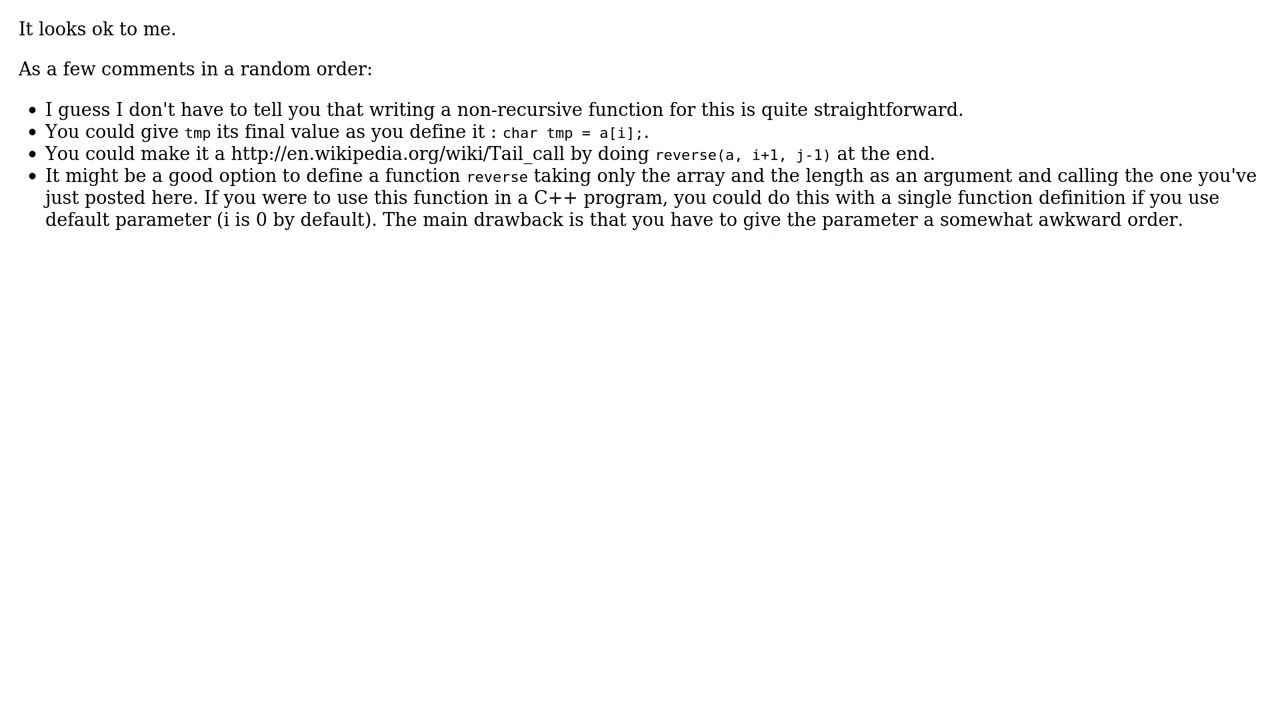 It looks ok to me.
As a few comments in a random order:
I guess I don't have to tell you that writing a non-recursive function for this is quite straightforward.
You could give tmp its final value as you define it : char tmp = a[i];.
You could make it a http://en.wikipedia.org/wiki/Tail_call by doing reverse(a, i+1, j-1) at the end.
It might be a good option to define a function reverse taking only the array and the length as an argument and calling the one you've
just posted here. If you were to use this function in a C++ program, you could do this with a single function definition if you use
default parameter (i is 0 by default). The main drawback is that you have to give the parameter a somewhat awkward order.